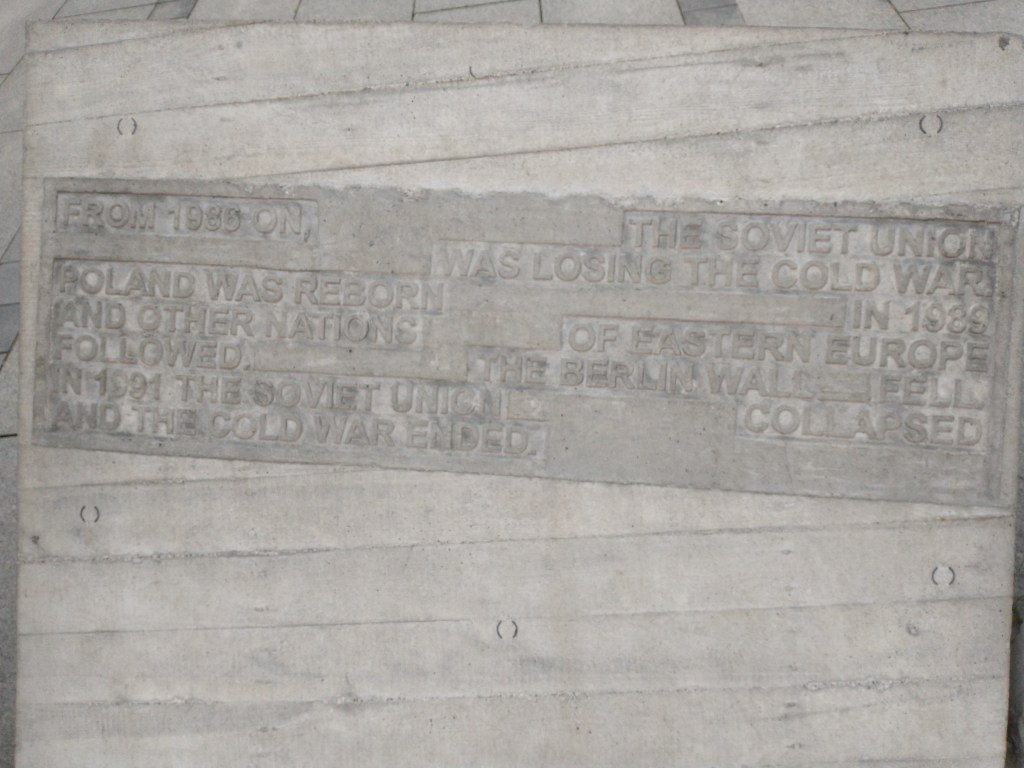 FROM 1986 ON, THE SOVIET UNION
WAS LOSING THE COLD WAR.
IN 1989
POLAND WAS REBORN
AND OTHER NATIONS OF EASTERN EUROPE
FOLLOWED. THE BERLIN WALL FELL.
IN 1991 THE SOVIET UNION COLLAPSED
AND THE COLD WAR ENDED.